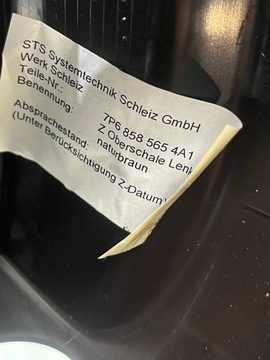 STS Systemtechnik Schleiz GmbH
Werk Schleiz
Teile-Nr.: 7P6 858 565 4A1
Benennung: Z Oberschale Lenk
naturbraun
Absprachestand:
(Unter Berücksichtigung Z-Datum)